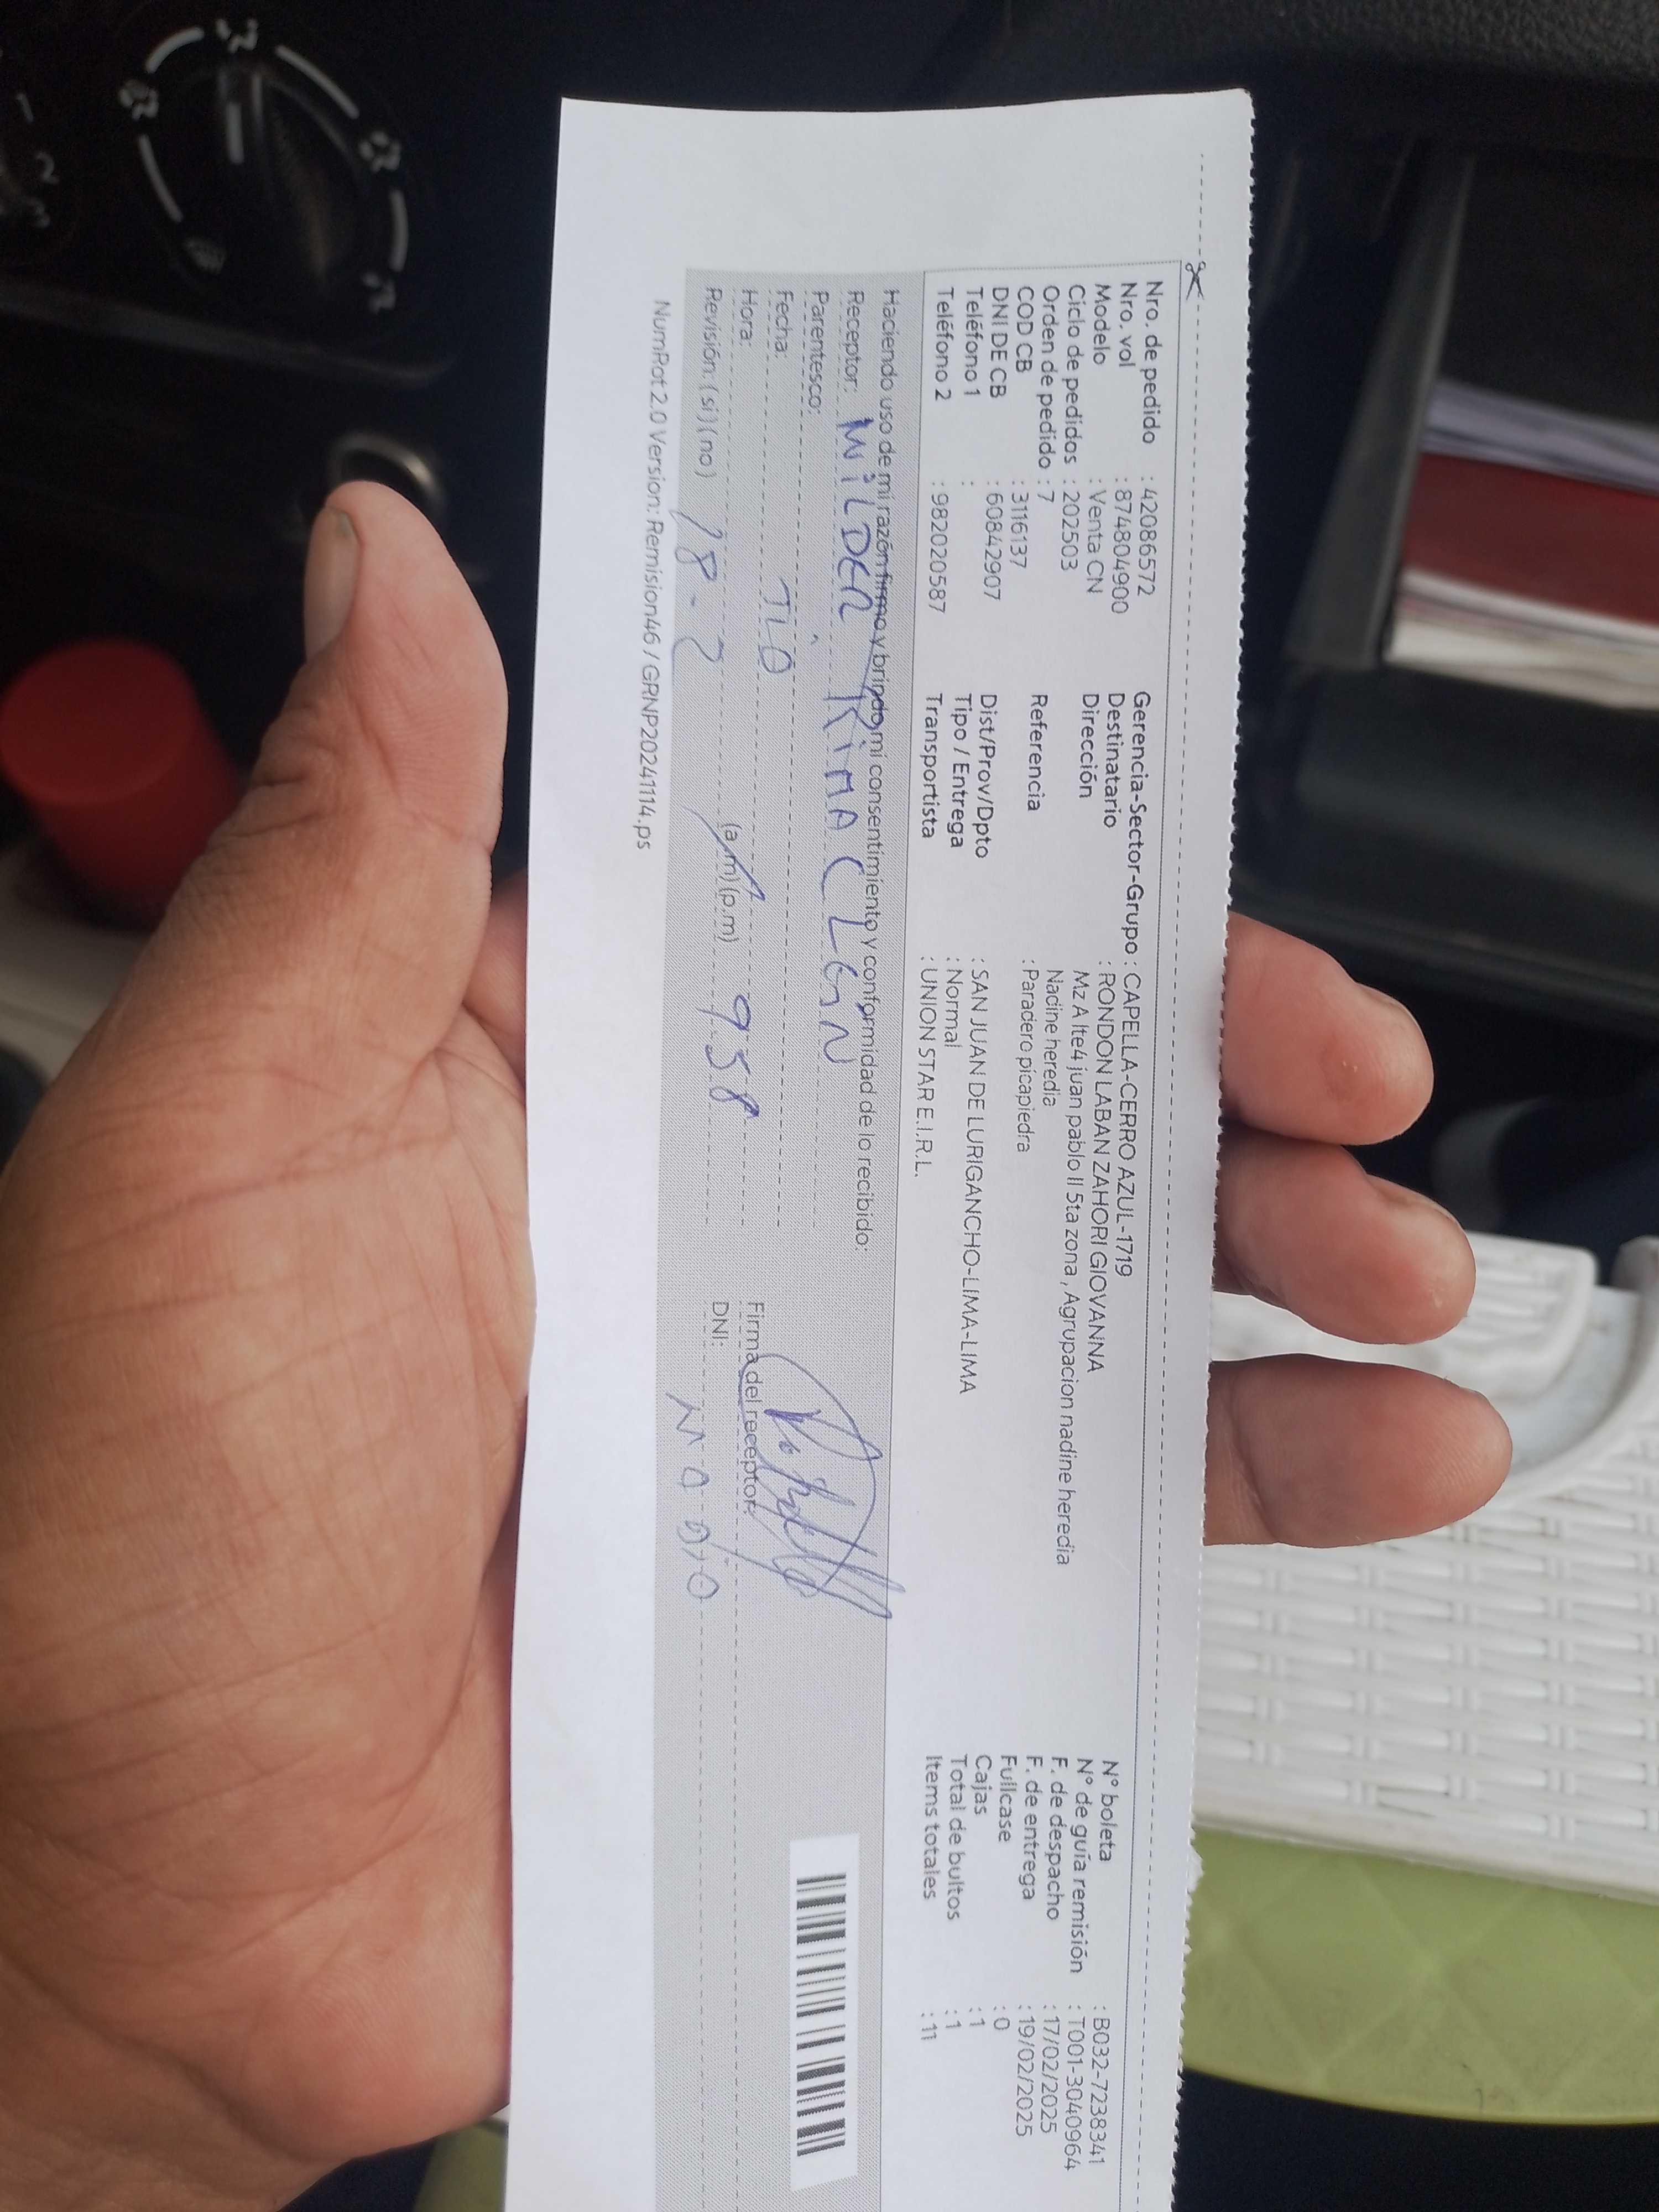 Nro. de pedido : 42086572
Nro. vol : 874804900
Modelo : Venta CN
Ciclo de pedidos : 202503
Orden de pedido : 7
COD CB : 3116137
DNI DE CB : 60842907
Teléfono 1 :
Teléfono 2 : 982020587
Gerencia-Sector-Grupo : CAPELLA-CERRO AZUL-1719
Destinatario : RONDON LABAN ZAHORI GIOVANNA
Dirección Mz A lte4 juan pablo II 5ta zona , Agrupacion nadine heredia
Nadine heredia
Referencia : Paradero picapiedra
Dist/Prov/Dpto : SAN JUAN DE LURIGANCHO-LIMA-LIMA
Tipo / Entrega : Normal
Transportista : UNION STAR E.I.R.L.
N° boleta : B032-7238341
N° de guía remisión : T001-3040964
F. de despacho : 17/02/2025
F. de entrega : 19/02/2025
Fullcase : 0
Cajas : 1
Total de bultos : 1
Items totales : 11
Haciendo uso de mi razón firmo y brindo mi consentimiento y conformidad de lo recibido:
Receptor: WILDER RIMAC
Parentesco: TIO
Fecha: 18-2
Hora: (a.m) (p.m) 958
Revisión: (si) (no)
Firma del receptor:
DNI:
NumRot 2.0 Version: Remision46 / GRNP20241114.ps